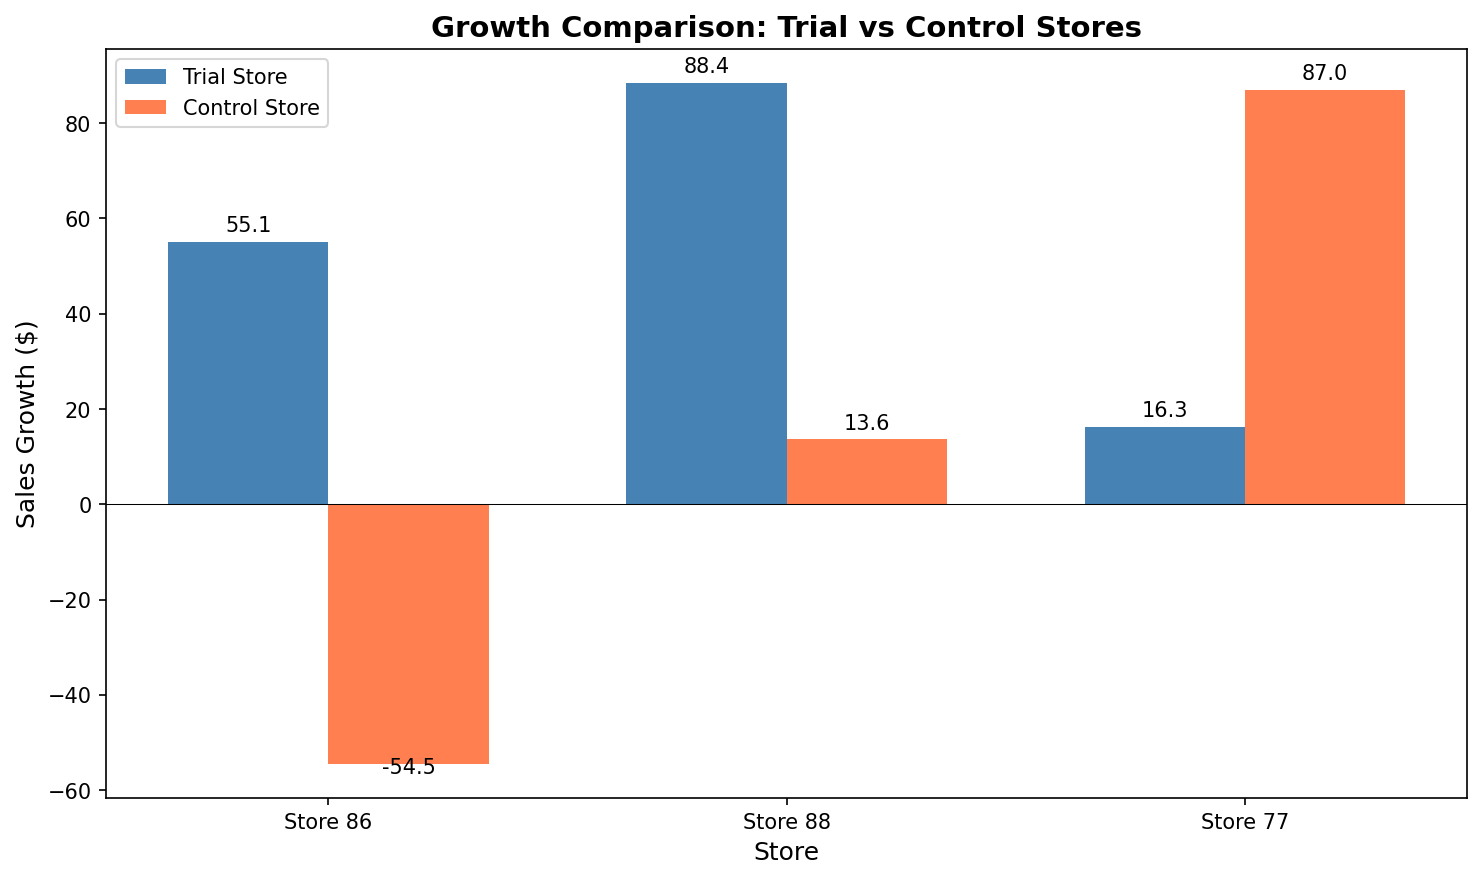 Growth Comparison: Trial vs Control Stores
Trial Store
Control Store
Sales Growth ($)
80
60
40
20
0
−20
−40
−60
55.1
-54.5
88.4
13.6
16.3
87.0
Store 86
Store 88
Store 77
Store